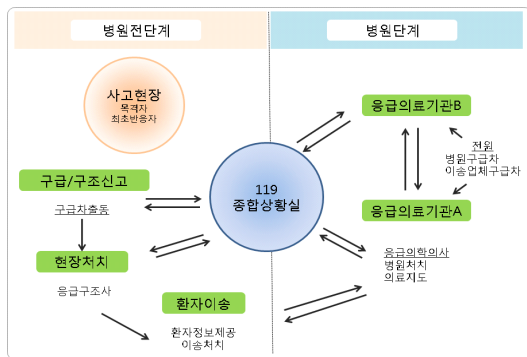 병원전단계
병원단계
사고현장
목격자
최초반응자
응급의료기관B
전원
병원구급차
이송업체구급차
구급/구조신고
119
종합상황실
구급차출동
응급의료기관A
현장처치
응급의학의사
병원처치
의료지도
응급구조사
환자이송
환자정보제공
이송처치